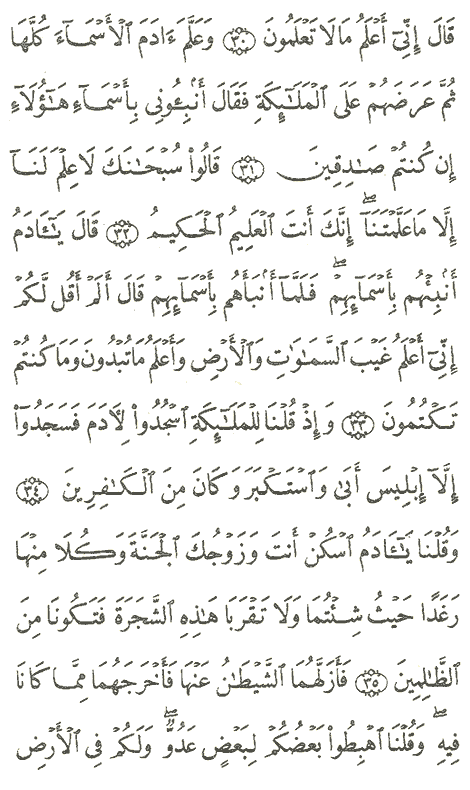 قَالَ إِنِّىٓ أَعۡلَمُ مَالَا تَعۡلَمُونَ ٣٠ وَعَلَّمَ ءَادَمَ ٱلۡأَسۡمَآءَ كُلَّهَا
ثُمَّ عَرَضَهُمۡ عَلَى ٱلۡمَلَـٰٓئِكَةِ فَقَالَ أَنۢبِـُٔونِى بِأَسۡمَآءِ هَـٰٓؤُلَآءِ
إِن كُنتُمۡ صَـٰدِقِينَ ٣١ قَالُواْ سُبۡحَـٰنَكَ لَا عِلۡمَ لَنَآ
إِلَّا مَا عَلَّمۡتَنَآۖ إِنَّكَ أَنتَ ٱلۡعَلِيمُ ٱلۡحَكِيمُ ٣٢ قَالَ يَـٰٓـَٔادَمُ
أَنۢبِئۡهُم بِأَسۡمَآئِهِمۡۖ فَلَمَّآ أَنۢبَأَهُم بِأَسۡمَآئِهِمۡ قَالَ أَلَمۡ أَقُل لَّكُمۡ
إِنِّىٓ أَعۡلَمُ غَيۡبَ ٱلسَّمَـٰوَٰتِ وَٱلۡأَرۡضِ وَأَعۡلَمُ مَا تُبۡدُونَ وَمَا كُنتُمۡ
تَكۡتُمُونَ ٣٣ وَإِذۡ قُلۡنَا لِلۡمَلَـٰٓئِكَةِ ٱسۡجُدُواْ لِأٓدَمَ فَسَجَدُوٓاْ
إِلَّآ إِبۡلِيسَ أَبَىٰ وَٱسۡتَكۡبَرَ وَكَانَ مِنَ ٱلۡكَـٰفِرِينَ ٣٤
وَقُلۡنَا يَـٰٓـَٔادَمُ ٱسۡكُنۡ أَنتَ وَزَوۡجُكَ ٱلۡجَنَّةَ وَكُلَا مِنۡهَا
رَغَدًا حَيۡثُ شِئۡتُمَا وَلَا تَقۡرَبَا هَـٰذِهِ ٱلشَّجَرَةَ فَتَكُونَا مِنَ
ٱلظَّـٰلِمِينَ ٣٥ فَأَزَلَّهُمَا ٱلشَّيۡطَـٰنُ عَنۡهَا فَأَخۡرَجَهُمَا مِمَّا كَانَا
فِيهِۖ وَقُلۡنَا ٱهۡبِطُواْ بَعۡضُكُمۡ لِبَعۡضٍ عَدُوٌّۖ وَلَكُمۡ فِى ٱلۡأَرۡضِ